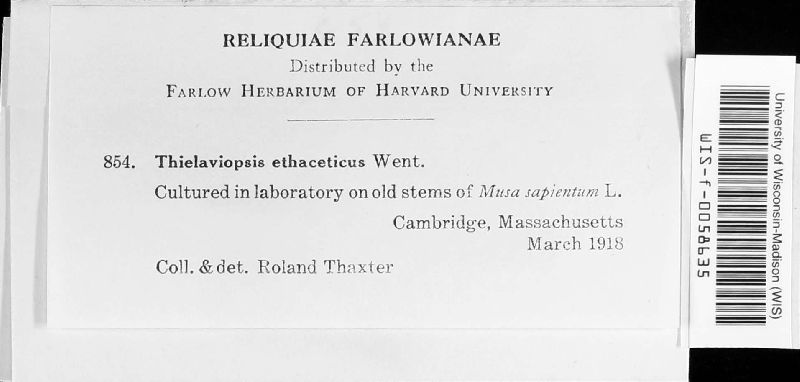 RELIQUIAE FARLOWIANAE
Distributed by the
FARLOW HERBARIUM OF HARVARD UNIVERSITY
854. Thielaviopsis ethaceticus Went.
Cultured in laboratory on old stems of Musa sapientum L.
Cambridge, Massachusetts
March 1918
Coll. & det. Roland Thaxter
University of Wisconsin-Madison (WIS)
WIS-f-0058635